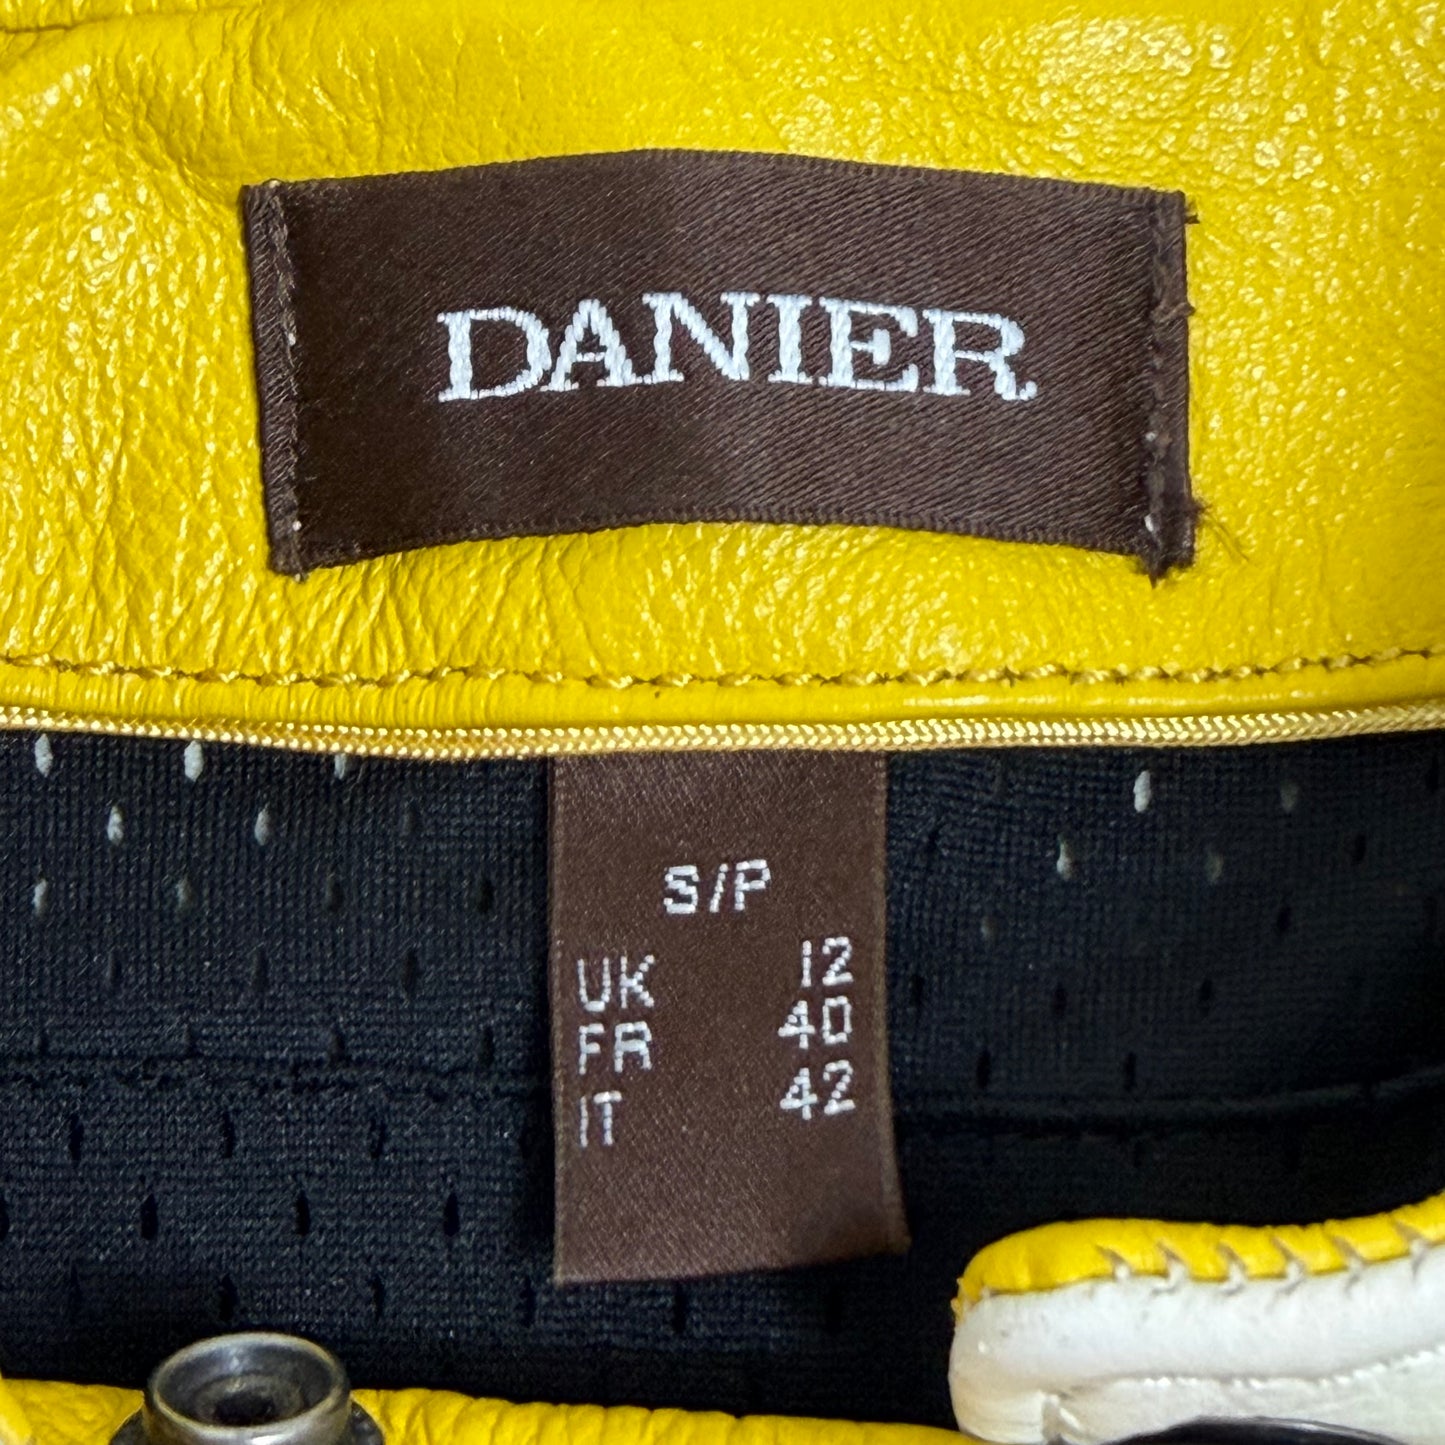 DANIER
S/P
UK 12
FR 40
IT 42